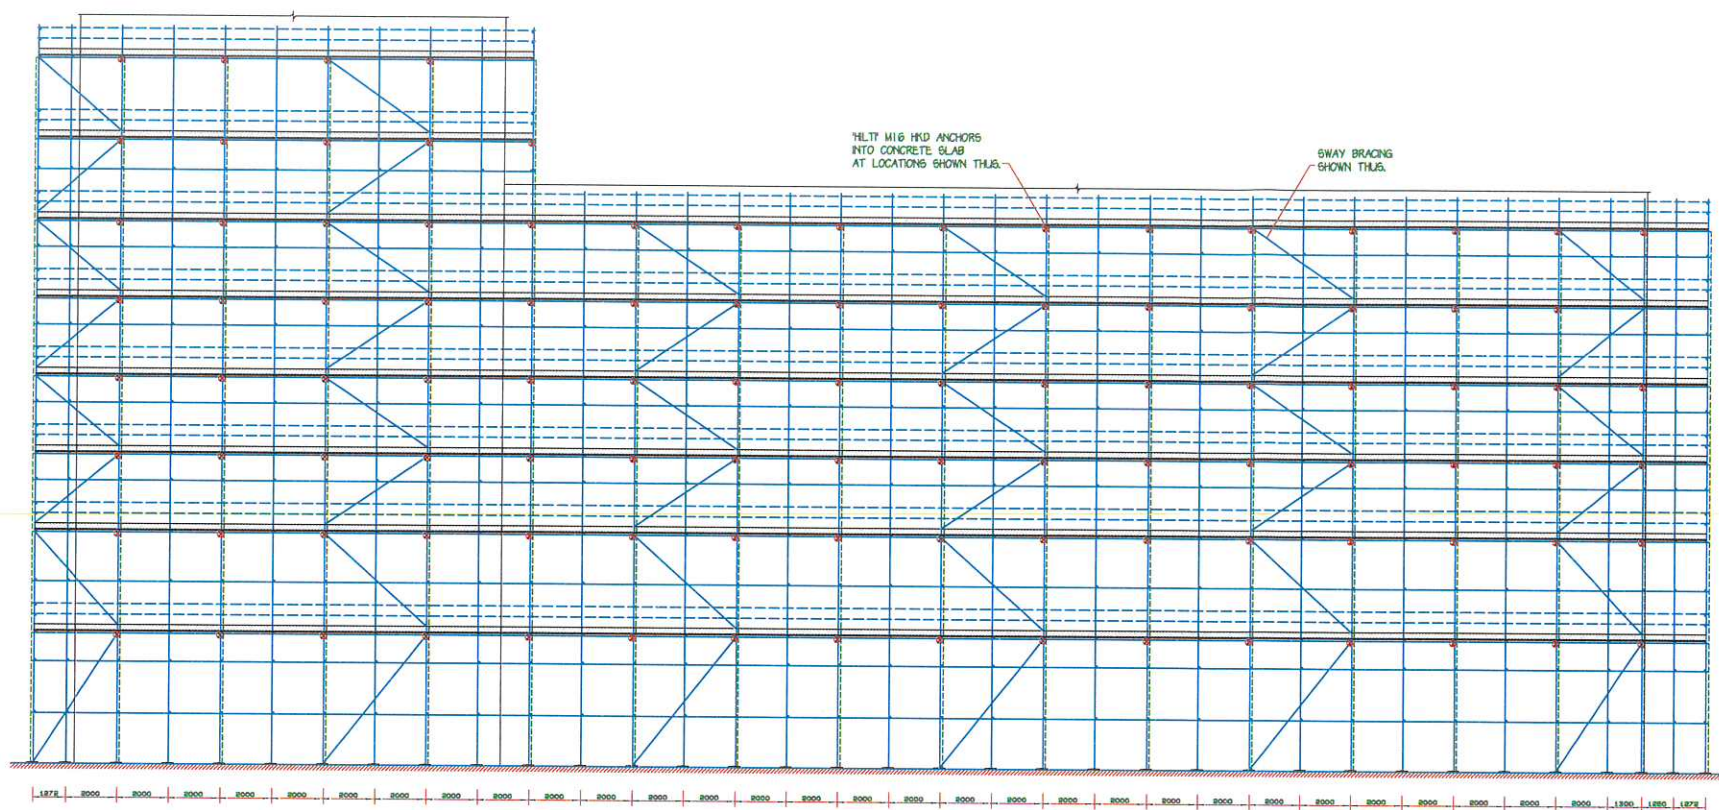 'HILTI' M16 HKD ANCHORS
INTO CONCRETE SLAB
AT LOCATIONS SHOWN THUS.
SWAY BRACING
SHOWN THUS.
1272 2000 2000 2000 2000 2000 2000 2000 2000 2000 2000 2000 2000 2000 2000 2000 2000 2000 2000 2000 2000 2000 2000 2000 2000 2000 2000 2000 2000 2000 2000 1300 1272